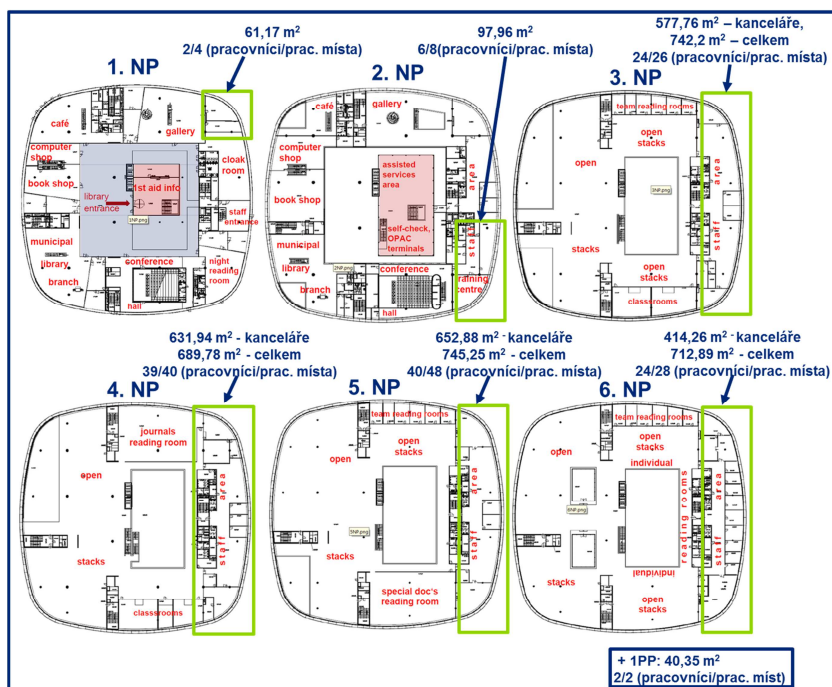 61,17 m²
2/4 (pracovníci/prac. místa)
97,96 m²
6/8(pracovníci/prac. místa)
577,76 m² – kanceláře,
742,2 m² – celkem
24/26 (pracovníci/prac. místa)
1. NP
café
gallery
computer
shop
book shop
1st aid info
cloak
room
library
entrance
3NP.png
staff
entrance
municipal
library
branch
conference
hall
night
reading
room
2. NP
café
gallery
computer
shop
assisted
services
area
area
book shop
self-check,
OPAC
terminals
staff
municipal
library
branch
2NP.png
conference
hall
centre
3. NP
team reading rooms
open
stacks
open
3NP.png
area
stacks
staff
open
stacks
classrooms
631,94 m² - kanceláře
689,78 m² - celkem
39/40 (pracovníci/prac. místa)
652,88 m² - kanceláře
745,25 m² - celkem
40/48 (pracovníci/prac. místa)
414,26 m² - kanceláře
712,89 m² - celkem
24/28 (pracovníci/prac. místa)
4. NP
journals
reading room
open
area
stacks
staff
classrooms
5. NP
team reading rooms
open
stacks
open
area
stacks
staff
special doc's
reading room
6. NP
team reading rooms
open
stacks
open
individual
reading rooms
area
stacks
staff
individual
open
stacks
+ 1PP: 40,35 m²
2/2 (pracovníci/prac. míst)